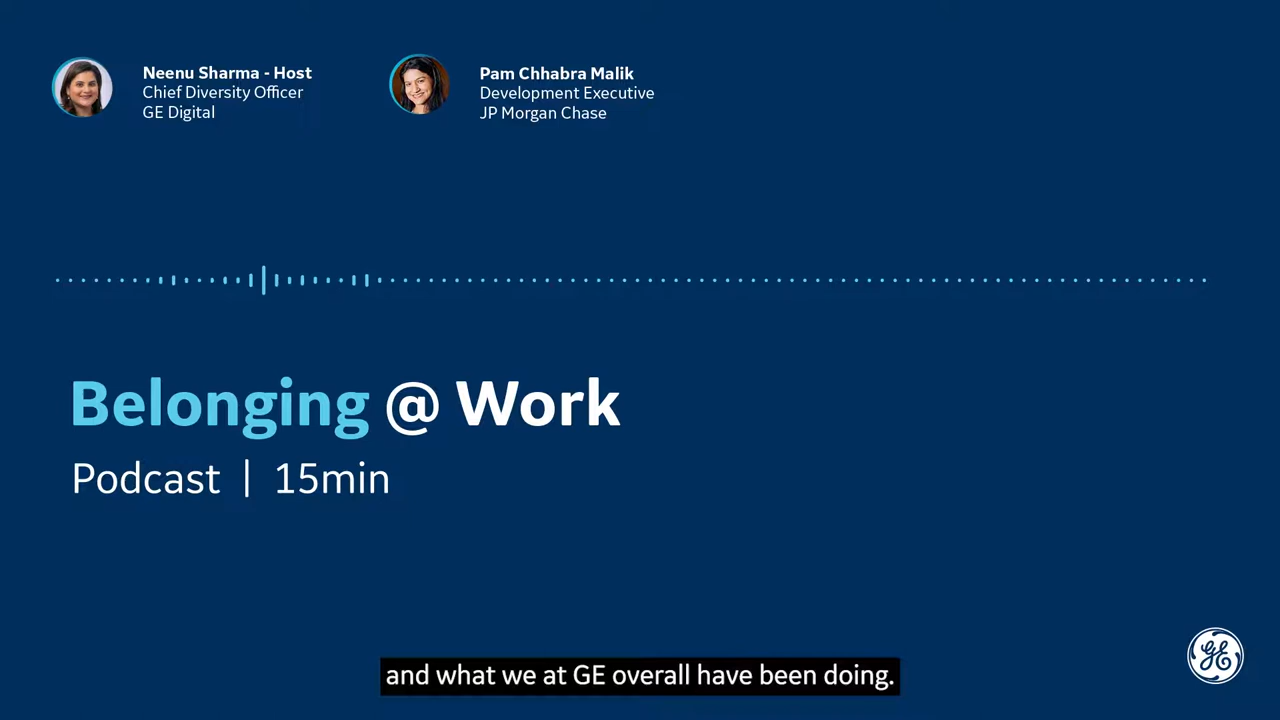 Neenu Sharma - Host
Chief Diversity Officer
GE Digital
Pam Chhabra Malik
Development Executive
JP Morgan Chase
Belonging @ Work
Podcast | 15min
GE
and what we at GE overall have been doing.